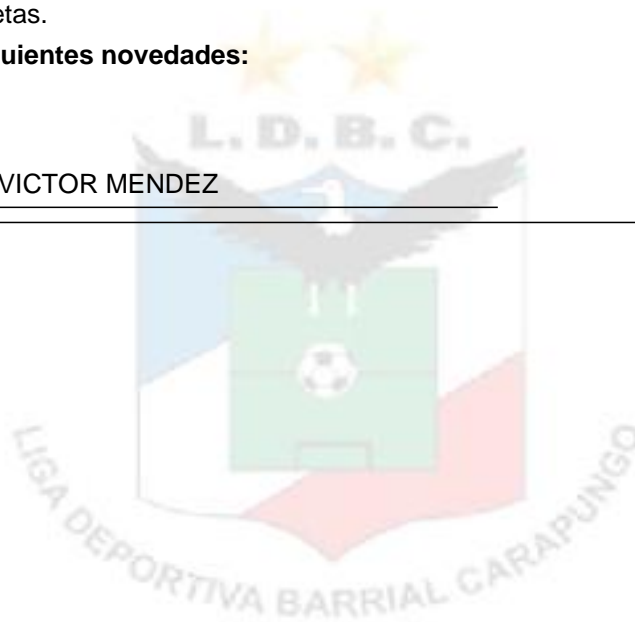 etas.
uientes novedades:
L. D. B. C.
VICTOR MENDEZ
LIGA DEPORTIVA BARRIAL CARAPUNGO